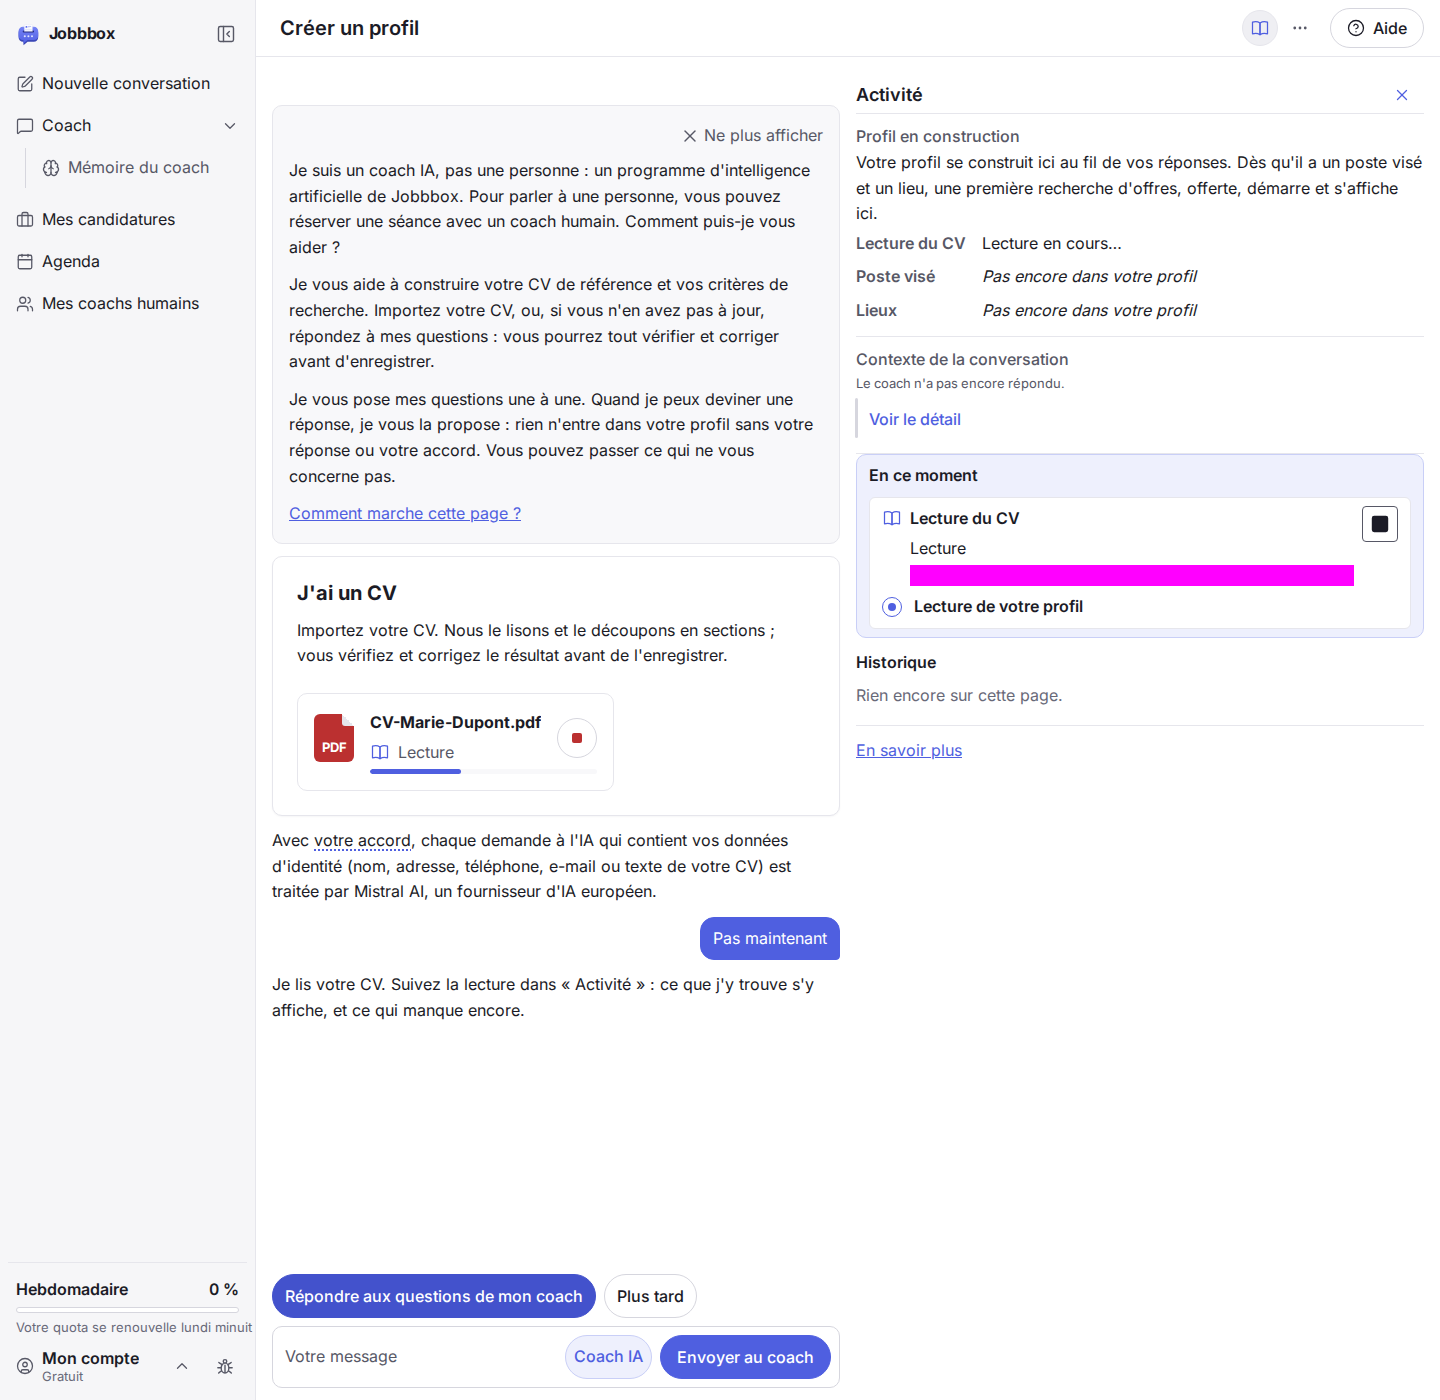 Jobbbox
Nouvelle conversation
Coach
Mémoire du coach
Mes candidatures
Agenda
Mes coachs humains
Hebdomadaire 0 %
Votre quota se renouvelle lundi minuit
Mon compte
Gratuit
Créer un profil
Aide
Ne plus afficher
Je suis un coach IA, pas une personne : un programme d'intelligence
artificielle de Jobbbox. Pour parler à une personne, vous pouvez
réserver une séance avec un coach humain. Comment puis-je vous
aider ?
Je vous aide à construire votre CV de référence et vos critères de
recherche. Importez votre CV, ou, si vous n'en avez pas à jour,
répondez à mes questions : vous pourrez tout vérifier et corriger
avant d'enregistrer.
Je vous pose mes questions une à une. Quand je peux deviner une
réponse, je vous la propose : rien n'entre dans votre profil sans votre
réponse ou votre accord. Vous pouvez passer ce qui ne vous
concerne pas.
Comment marche cette page ?
J'ai un CV
Importez votre CV. Nous le lisons et le découpons en sections ;
vous vérifiez et corrigez le résultat avant de l'enregistrer.
PDF
CV-Marie-Dupont.pdf
Lecture
Avec votre accord, chaque demande à l'IA qui contient vos données
d'identité (nom, adresse, téléphone, e-mail ou texte de votre CV) est
traitée par Mistral AI, un fournisseur d'IA européen.
Pas maintenant
Je lis votre CV. Suivez la lecture dans « Activité » : ce que j'y trouve s'y
affiche, et ce qui manque encore.
Répondre aux questions de mon coach
Plus tard
Votre message
Coach IA
Envoyer au coach
Activité
Profil en construction
Votre profil se construit ici au fil de vos réponses. Dès qu'il a un poste visé
et un lieu, une première recherche d'offres, offerte, démarre et s'affiche
ici.
Lecture du CV Lecture en cours...
Poste visé Pas encore dans votre profil
Lieux Pas encore dans votre profil
Contexte de la conversation
Le coach n'a pas encore répondu.
Voir le détail
En ce moment
Lecture du CV
Lecture
Lecture de votre profil
Historique
Rien encore sur cette page.
En savoir plus